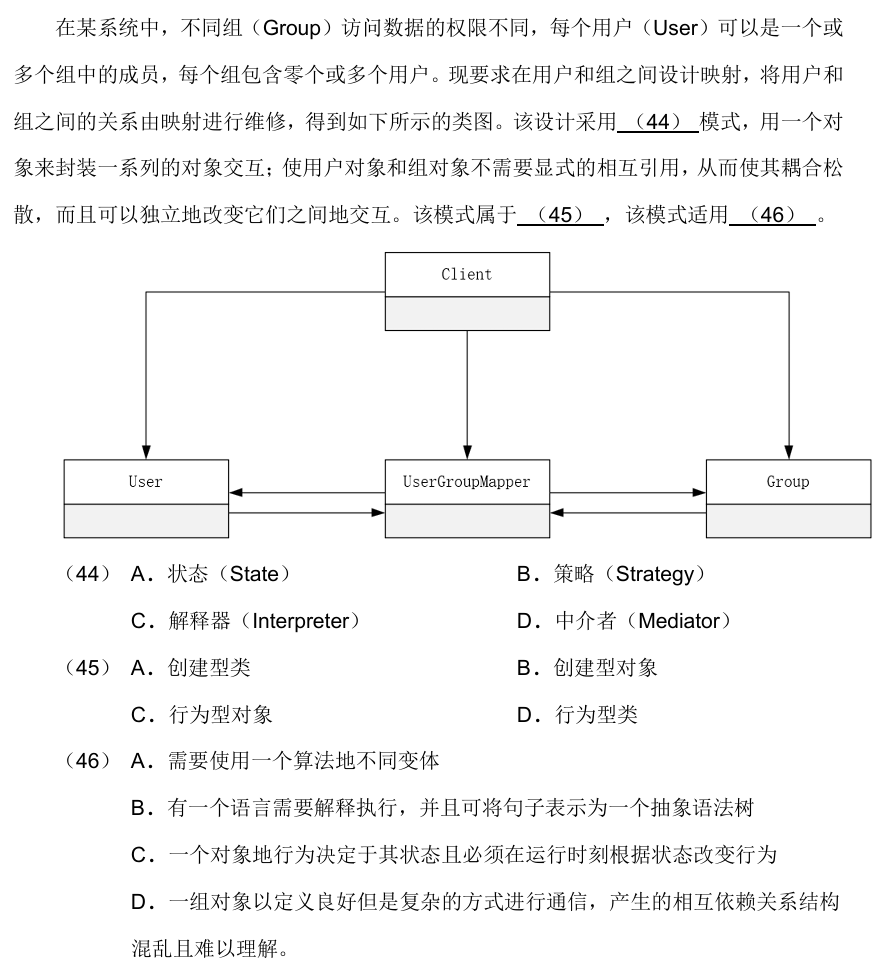 在某系统中，不同组（Group）访问数据的权限不同，每个用户（User）可以是一个或
多个组中的成员，每个组包含零个或多个用户。现要求在用户和组之间设计映射，将用户和
组之间的关系由映射进行维修，得到如下所示的类图。该设计采用 （44） 模式，用一个对
象来封装一系列的对象交互；使用户对象和组对象不需要显式的相互引用，从而使其耦合松
散，而且可以独立地改变它们之间地交互。该模式属于 （45） ，该模式适用 （46） 。
Client
User UserGroupMapper Group
（44） A．状态（State） B．策略（Strategy）
C．解释器（Interpreter） D．中介者（Mediator）
（45） A．创建型类 B．创建型对象
C．行为型对象 D．行为型类
（46） A．需要使用一个算法地不同变体
B．有一个语言需要解释执行，并且可将句子表示为一个抽象语法树
C．一个对象地行为决定于其状态且必须在运行时刻根据状态改变行为
D．一组对象以定义良好但是复杂的方式进行通信，产生的相互依赖关系结构
混乱且难以理解。